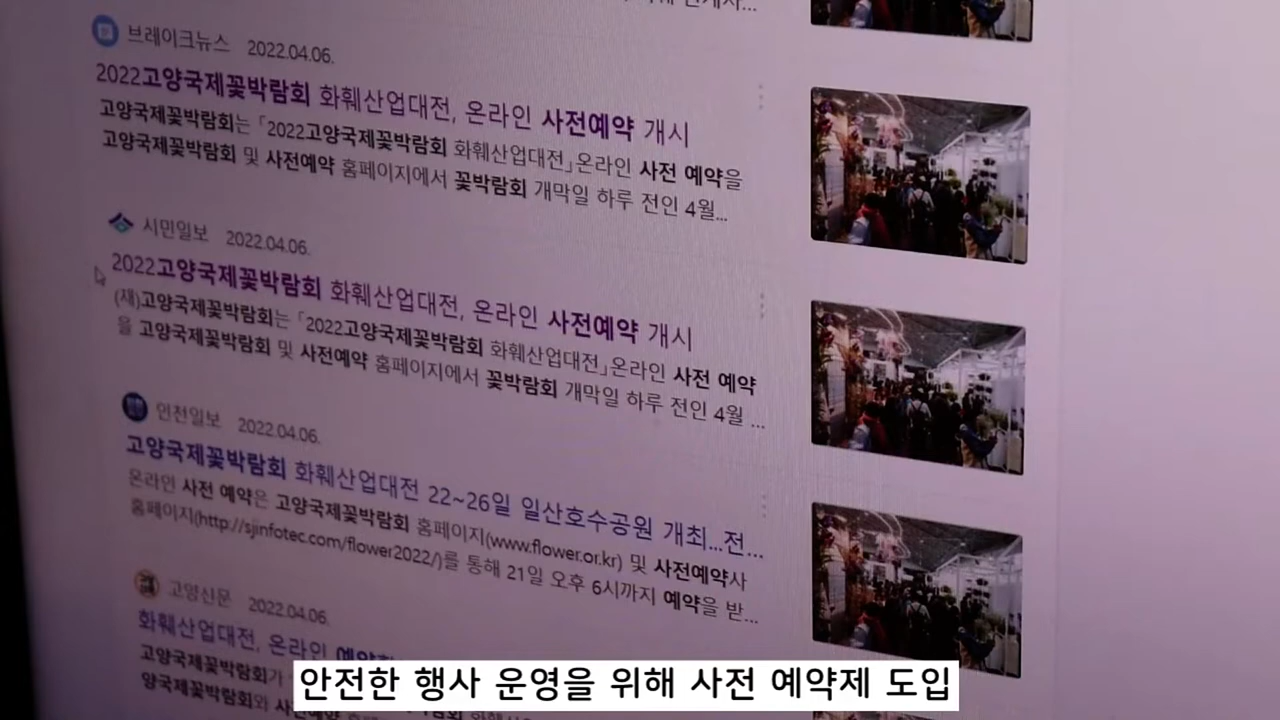 브레이크뉴스 2022.04.06.
2022고양국제꽃박람회 화훼산업대전, 온라인 사전예약 개시
고양국제꽃박람회는 「2022고양국제꽃박람회 화훼산업대전」온라인 사전 예약을
고양국제꽃박람회 및 사전예약 홈페이지에서 꽃박람회 개막일 하루 전인 4월...
시민일보 2022.04.06.
2022고양국제꽃박람회 화훼산업대전, 온라인 사전예약 개시
(재)고양국제꽃박람회는 「2022고양국제꽃박람회 화훼산업대전」온라인 사전 예약
을 고양국제꽃박람회 및 사전예약 홈페이지에서 꽃박람회 개막일 하루 전인 4월 ...
인천일보 2022.04.06.
고양국제꽃박람회 화훼산업대전 22~26일 일산호수공원 개최...전...
온라인 사전 예약은 고양국제꽃박람회 홈페이지(www.flower.or.kr) 및 사전예약사
홈페이지(http://sjinfotec.com/flower2022/)를 통해 21일 오후 6시까지 예약을 받...
고양신문 2022.04.06.
화훼산업대전, 온라인
고양국제꽃박람회가
양국제꽃박람회와
안전한 행사 운영을 위해 사전 예약제 도입